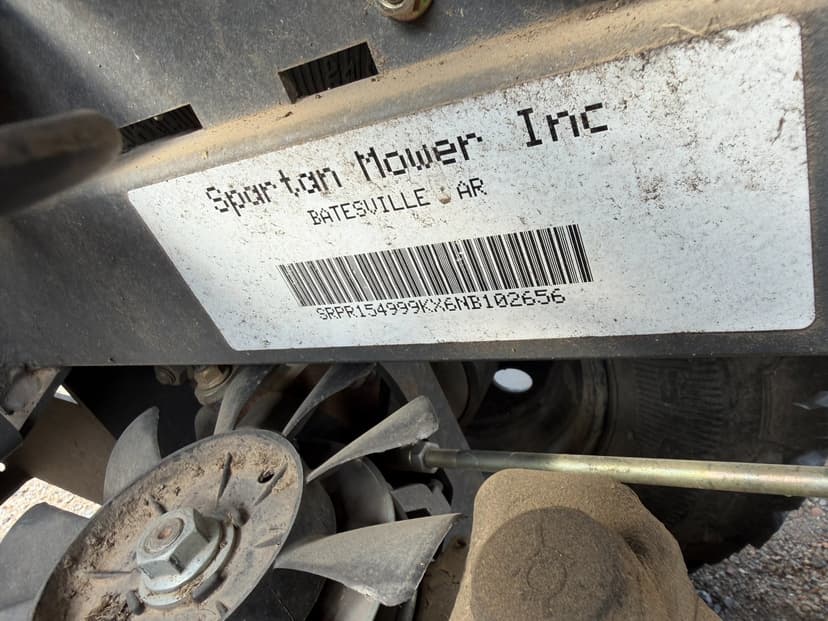 Spartan Mower Inc
BATESVILLE AR
SRPR154999KX6NB102656